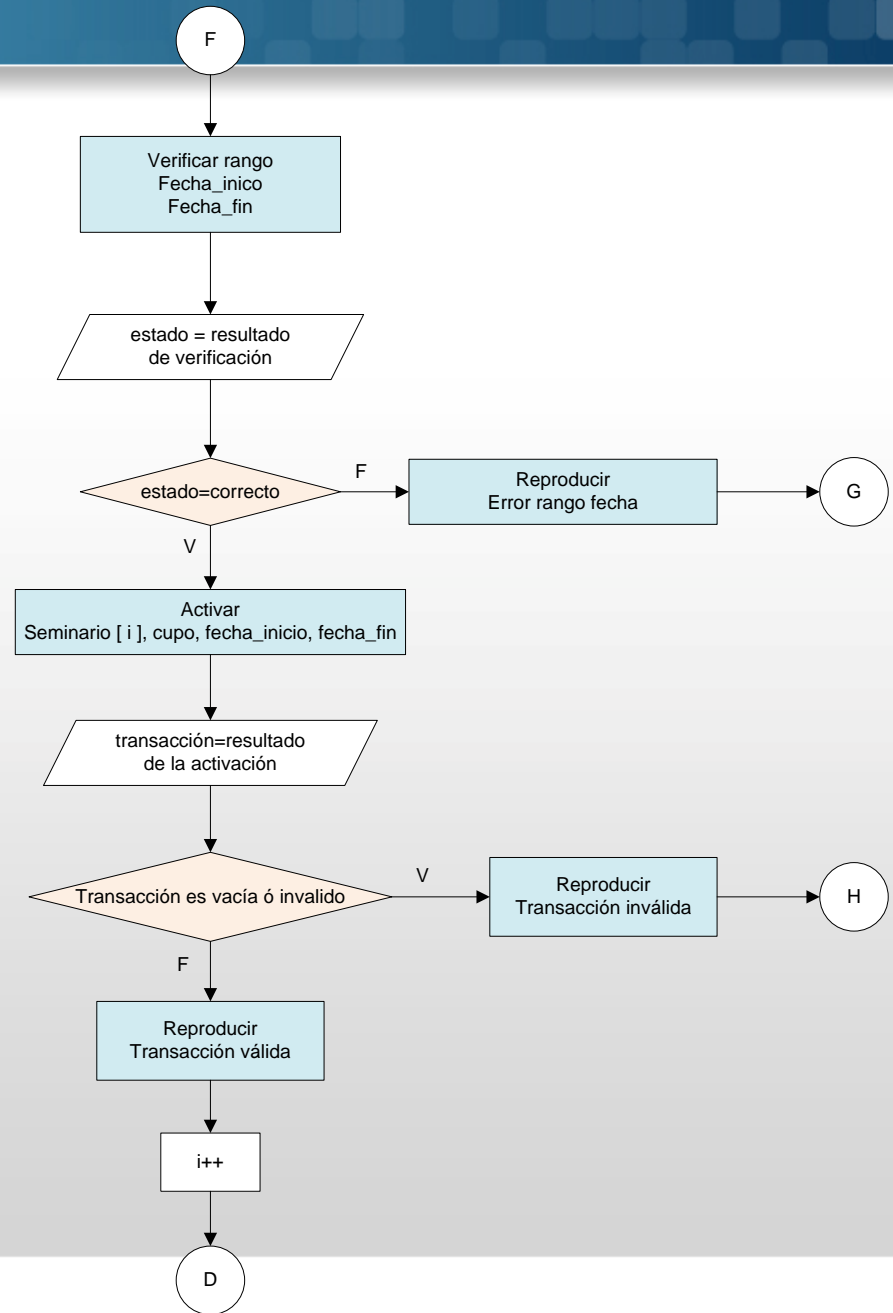 F
Verificar rango
Fecha_inico
Fecha_fin
estado = resultado
de verificación
estado=correcto
F
Reproducir
Error rango fecha
G
V
Activar
Seminario [ i ], cupo, fecha_inicio, fecha_fin
transacción=resultado
de la activación
Transacción es vacía ó invalido
V
Reproducir
Transacción inválida
H
F
Reproducir
Transacción válida
i++
D